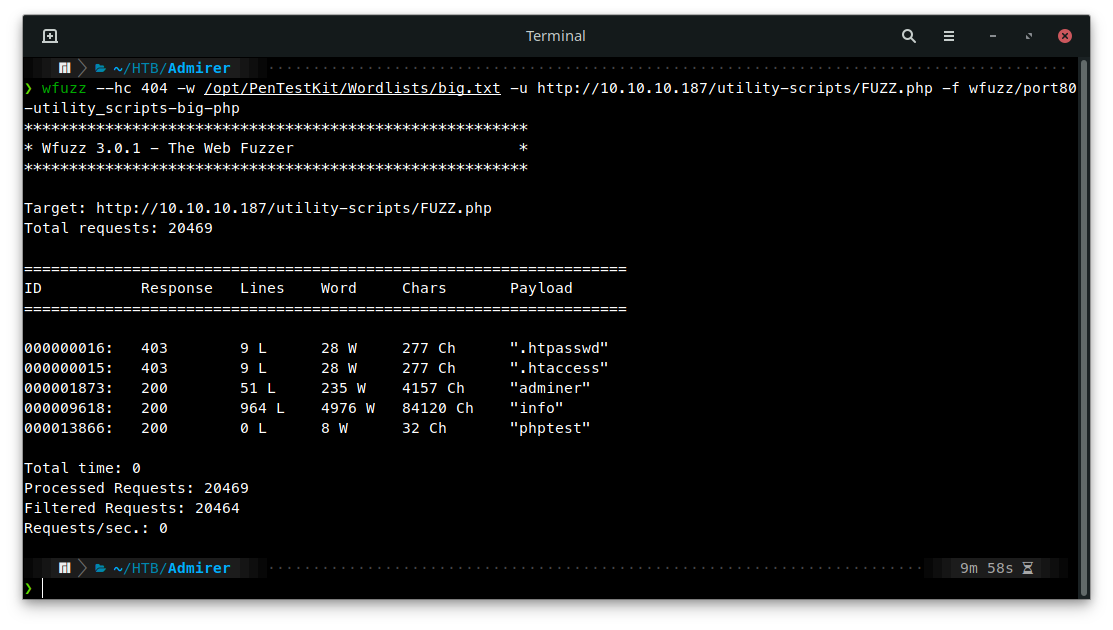 Terminal
~/HTB/Admirer
❯ wfuzz --hc 404 -w /opt/PenTestKit/Wordlists/big.txt -u http://10.10.10.187/utility-scripts/FUZZ.php -f wfuzz/port80
-utility_scripts-big-php
********************************************************
* Wfuzz 3.0.1 - The Web Fuzzer                         *
********************************************************
Target: http://10.10.10.187/utility-scripts/FUZZ.php
Total requests: 20469
===================================================================
ID           Response   Lines    Word     Chars       Payload
===================================================================
000000016:   403        9 L      28 W     277 Ch      ".htpasswd"
000000015:   403        9 L      28 W     277 Ch      ".htaccess"
000001873:   200        51 L     235 W    4157 Ch     "adminer"
000009618:   200        964 L    4976 W   84120 Ch    "info"
000013866:   200        0 L      8 W      32 Ch       "phptest"
Total time: 0
Processed Requests: 20469
Filtered Requests: 20464
Requests/sec.: 0
~/HTB/Admirer 9m 58s
❯